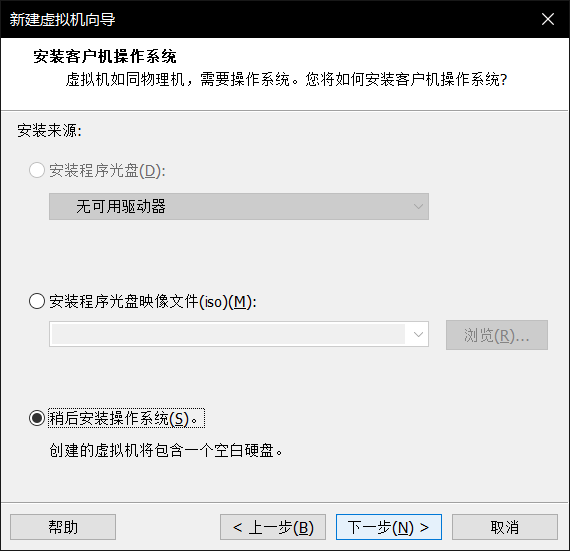 新建虚拟机向导
安装客户机操作系统
虚拟机如同物理机，需要操作系统。您将如何安装客户机操作系统?
安装来源:
安装程序光盘(D):
无可用驱动器
安装程序光盘映像文件(iso)(M):
浏览(R)...
稍后安装操作系统(S)。
创建的虚拟机将包含一个空白硬盘。
帮助
< 上一步(B)
下一步(N) >
取消